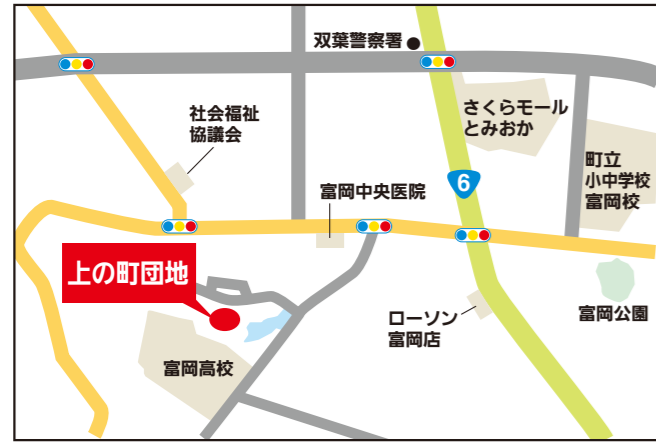 双葉警察署
さくらモール
とみおか
社会福祉
協議会
町立
小中学校
富岡校
富岡中央医院
6
上の町団地
ローソン
富岡店
富岡公園
富岡高校